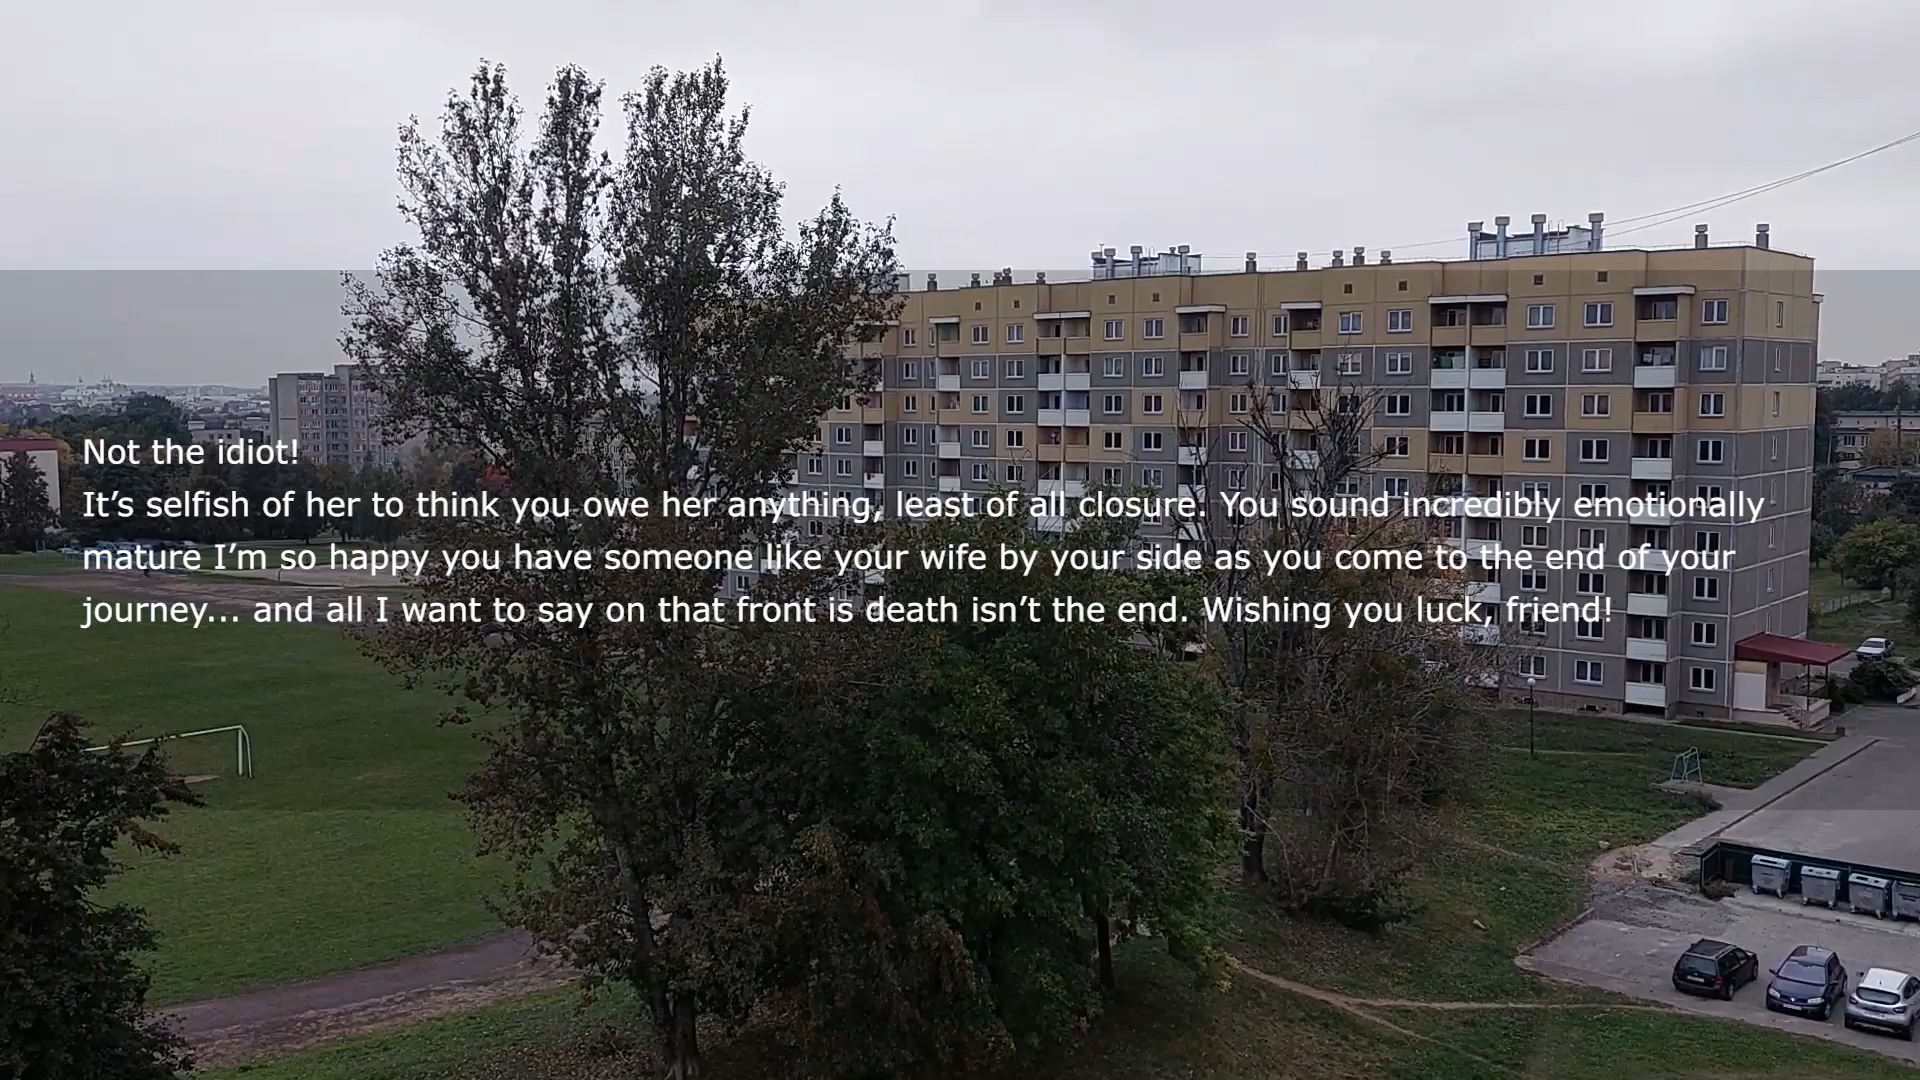 Not the idiot!
It’s selfish of her to think you owe her anything, least of all closure. You sound incredibly emotionally
mature I’m so happy you have someone like your wife by your side as you come to the end of your
journey... and all I want to say on that front is death isn’t the end. Wishing you luck, friend!